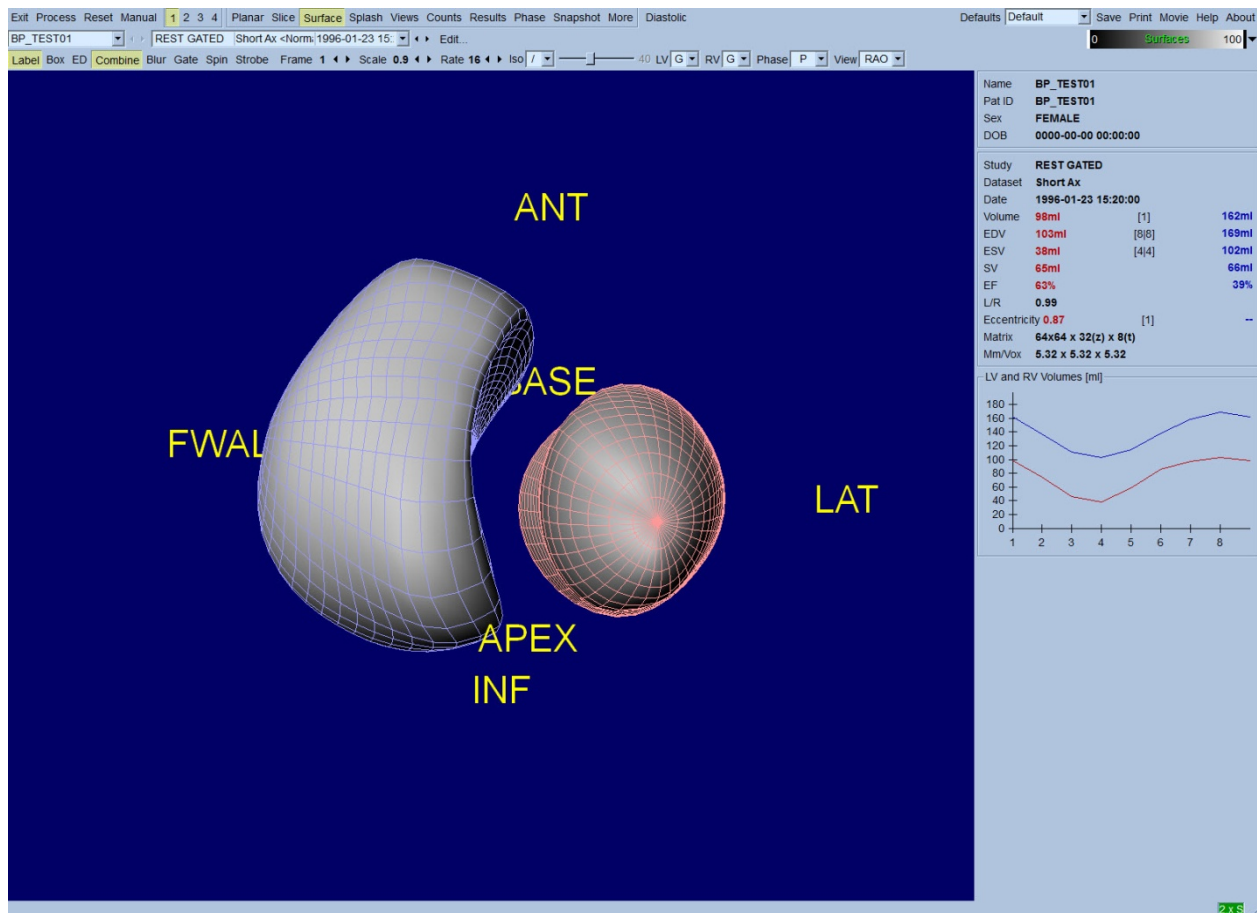 Exit Process Reset Manual 1 2 3 4 Planar Slice Surface Splash Views Counts Results Phase Snapshot More Diastolic Defaults Default Save Print Movie Help About
BP_TEST01 REST GATED Short Ax <Norm 1996-01-23 15: Edit... 0 Surfaces 100
Label Box ED Combine Blur Gate Spin Strobe Frame 1 Scale 0.9 Rate 16 Iso / 40 LV G RV G Phase P View RAO
ANT
BASE
FWAL
LAT
APEX
INF
Name BP_TEST01
Pat ID BP_TEST01
Sex FEMALE
DOB 0000-00-00 00:00:00
Study REST GATED
Dataset Short Ax
Date 1996-01-23 15:20:00
Volume 98ml [1] 162ml
EDV 103ml [8|8] 169ml
ESV 38ml [4|4] 102ml
SV 65ml 66ml
EF 63% 39%
L/R 0.99
Eccentricity 0.87 [1] --
Matrix 64x64 x 32(z) x 8(t)
Mm/Vox 5.32 x 5.32 x 5.32
LV and RV Volumes [ml]
180
160
140
120
100
80
60
40
20
0
1 2 3 4 5 6 7 8
2 x S